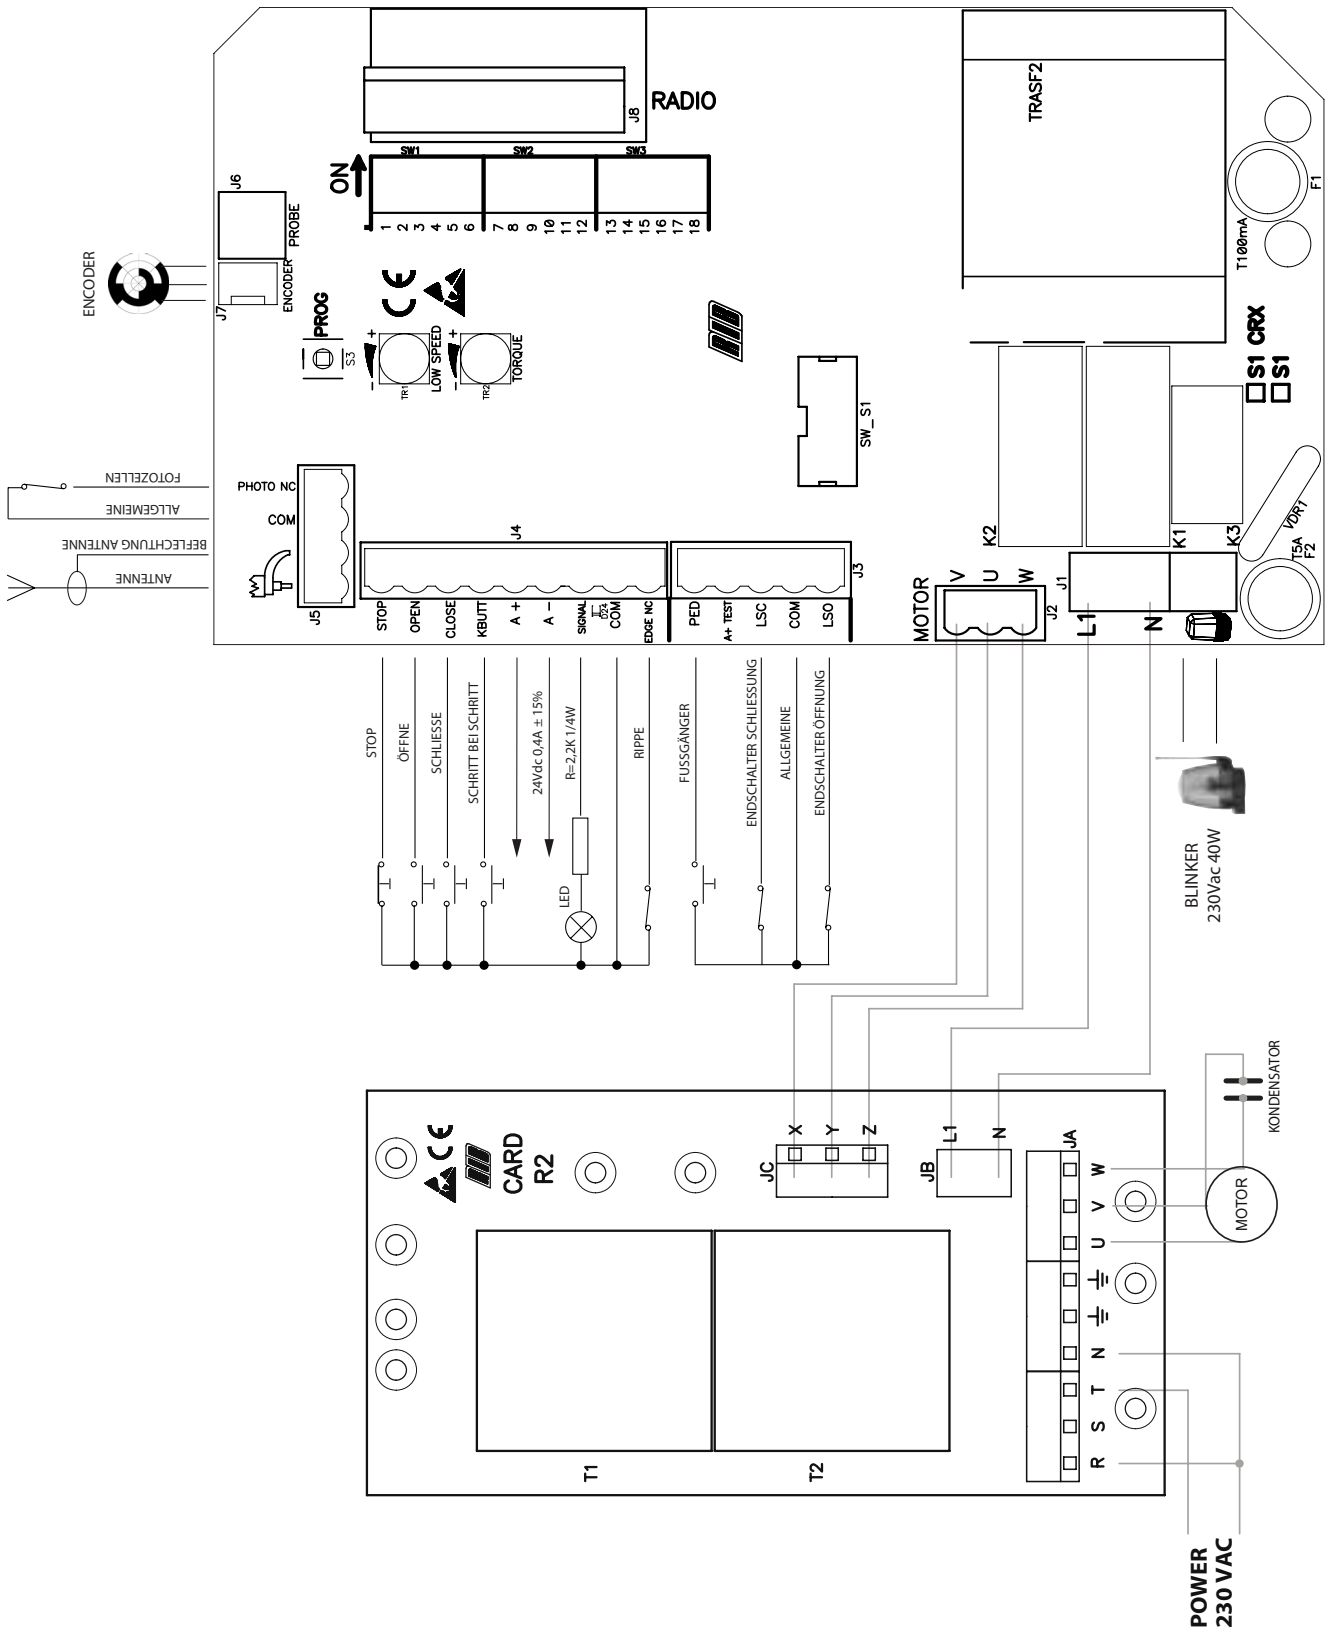 RADIO
J8
TRASF2
SW1
SW2
SW3
ON
1
2
3
4
5
6
7
8
9
10
11
12
13
14
15
16
17
18
J6
PROBE
F1
T100mA
ENCODER
J7
ENCODER
PROG
S3
CE
- +
TR1
LOW SPEED
- +
TR2
TORQUE
SW_S1
S1 CRX
S1
FOTOZELLEN
ALLGEMEINE
BEFLECHTUNG ANTENNE
ANTENNE
PHOTO NC
COM
J5
J4
J3
K2
K1
K3
VDR1
T5A
F2
STOP
OPEN
CLOSE
KBUTT
A +
A -
SIGNAL
D24
COM
EDGE NC
PED
A+ TEST
LSC
COM
LSO
MOTOR
V
U
W
J2
J1
L1
N
STOP
ÖFFNE
SCHLIESSE
SCHRITT BEI SCHRITT
24Vdc 0,4A ± 15%
R=2,2K 1/4W
LED
RIPPE
FUSSGÄNGER
ENDSCHALTER SCHLIESSUNG
ALLGEMEINE
ENDSCHALTER ÖFFNUNG
BLINKER
230Vac 40W
KONDENSATOR
CE
CARD
R2
JC
X
Y
Z
JB
L1
N
JA
W
V
U
N
T
S
R
MOTOR
T1
T2
POWER
230 VAC